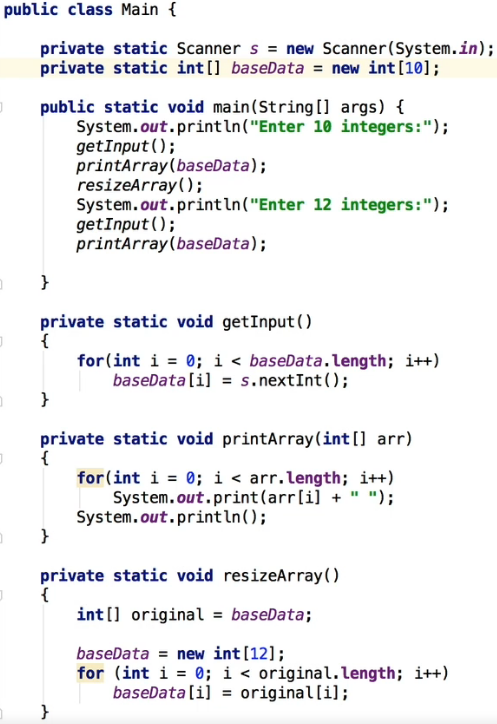 public class Main {
    private static Scanner s = new Scanner(System.in);
    private static int[] baseData = new int[10];
    public static void main(String[] args) {
        System.out.println("Enter 10 integers:");
        getInput();
        printArray(baseData);
        resizeArray();
        System.out.println("Enter 12 integers:");
        getInput();
        printArray(baseData);
    }
    private static void getInput()
    {
        for(int i = 0; i < baseData.length; i++)
            baseData[i] = s.nextInt();
    }
    private static void printArray(int[] arr)
    {
        for(int i = 0; i < arr.length; i++)
            System.out.print(arr[i] + " ");
        System.out.println();
    }
    private static void resizeArray()
    {
        int[] original = baseData;
        baseData = new int[12];
        for (int i = 0; i < original.length; i++)
            baseData[i] = original[i];
    }